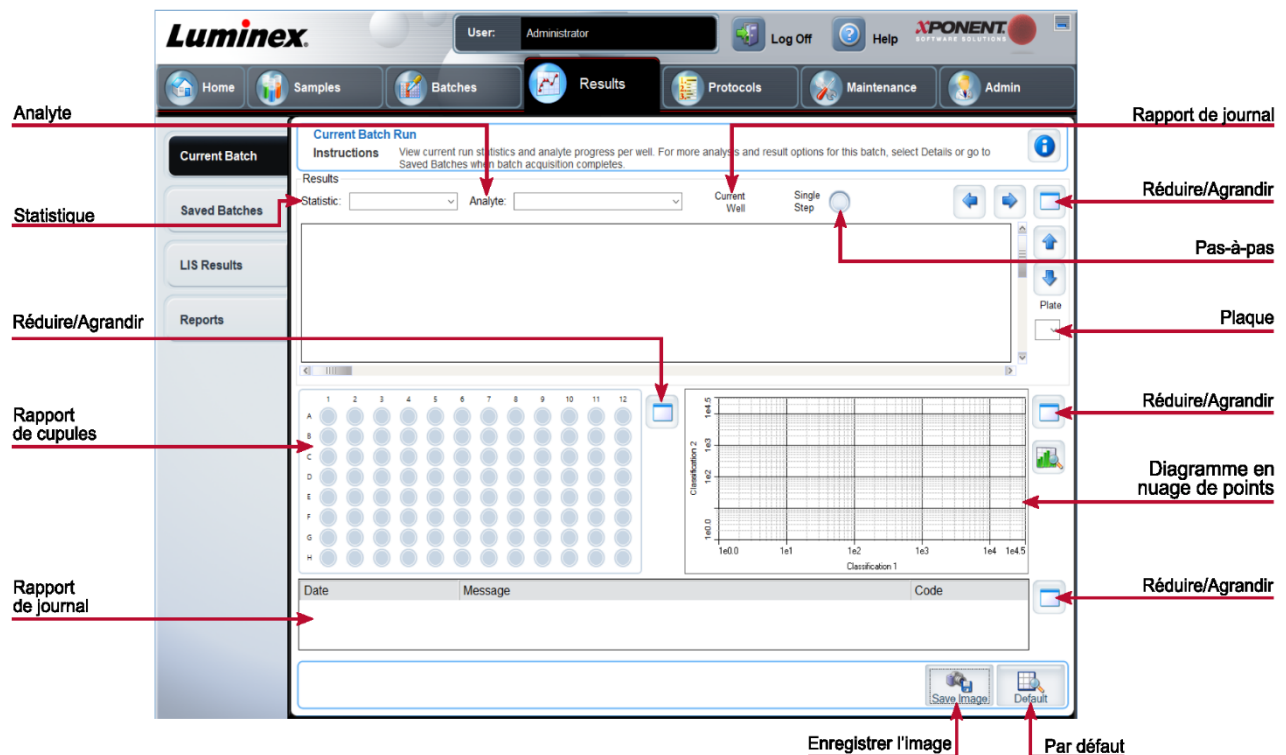 Luminex.
User: Administrator
Log Off
Help
XPONENT.
SOFTWARE SOLUTIONS
Home
Samples
Batches
Results
Protocols
Maintenance
Admin
Analyte
Rapport de journal
Current Batch
Current Batch Run
Instructions View current run statistics and analyte progress per well. For more analysis and result options for this batch, select Details or go to
Saved Batches when batch acquisition completes.
Results
Statistic:
Analyte:
Current
Well
Single
Step
Réduire/Agrandir
Saved Batches
Statistique
Pas-à-pas
LIS Results
Plate
Reports
Réduire/Agrandir
Plaque
1 2 3 4 5 6 7 8 9 10 11 12
A
B
C
D
E
F
G
H
Rapport
de cupules
1e4.5
1e3
1e2
1e0.0
Classification 2
1e0.0 1e1 1e2 1e3 1e4 1e4.5
Classification 1
Réduire/Agrandir
Diagramme en
nuage de points
Rapport
de journal
Date Message Code
Réduire/Agrandir
Save Image
Default
Enregistrer l'image
Par défaut